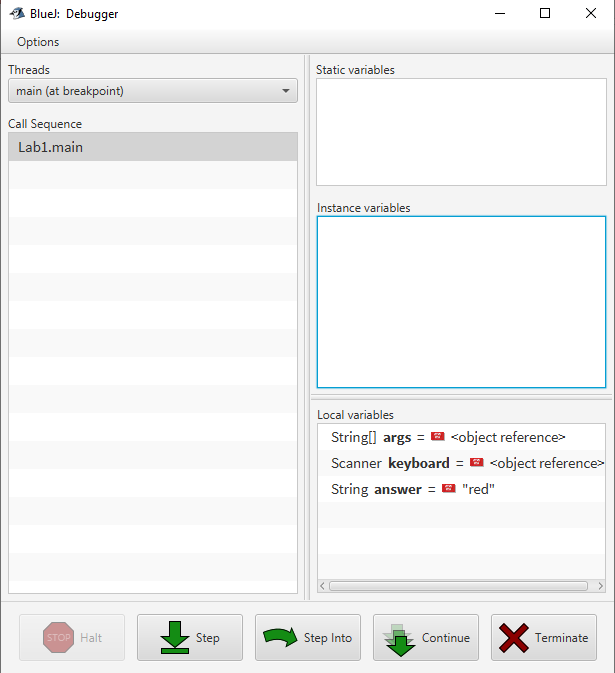 BlueJ: Debugger
Options
Threads
main (at breakpoint)
Call Sequence
Lab1.main
Static variables
Instance variables
Local variables
String[] args = <object reference>
Scanner keyboard = <object reference>
String answer = "red"
STOP Halt
Step
Step Into
Continue
Terminate